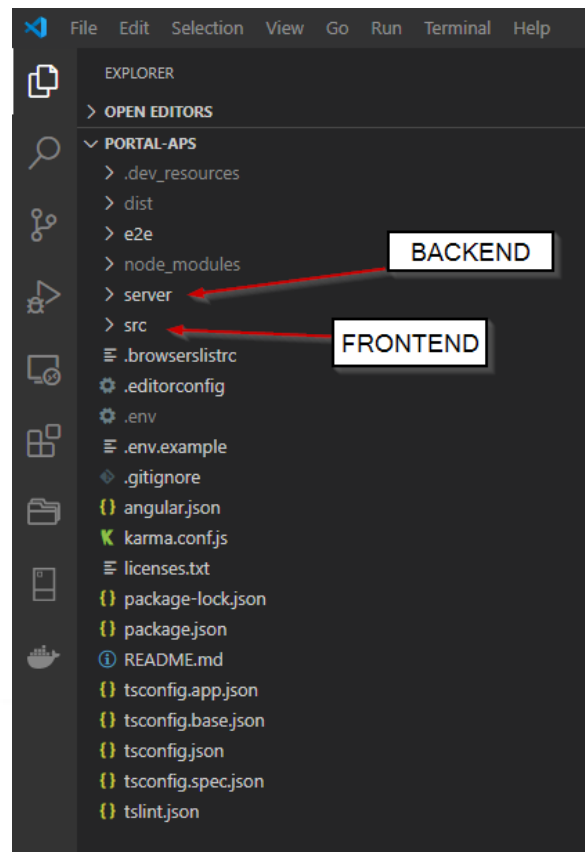 File Edit Selection View Go Run Terminal Help
EXPLORER
OPEN EDITORS
PORTAL-APS
.dev_resources
dist
e2e
node_modules
BACKEND
server
src
FRONTEND
.browserslistrc
.editorconfig
.env
.env.example
.gitignore
angular.json
karma.conf.js
licenses.txt
package-lock.json
package.json
README.md
tsconfig.app.json
tsconfig.base.json
tsconfig.json
tsconfig.spec.json
tslint.json